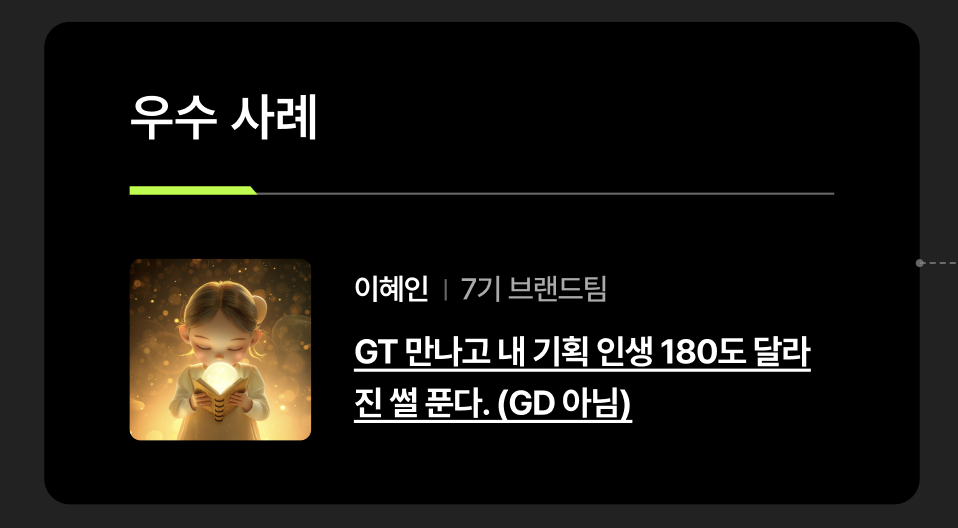 우수 사례
이혜인 | 7기 브랜드팀
GT 만나고 내 기획 인생 180도 달라
진 썰 푼다. (GD 아님)